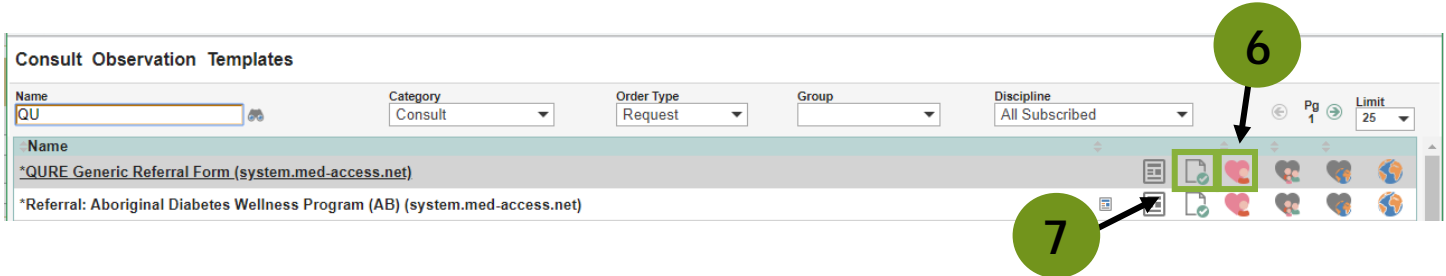 6
Consult Observation Templates
Name Category Order Type Group Discipline
QU Consult Request All Subscribed Pg 1 Limit 25
Name
*QURE Generic Referral Form (system.med-access.net)
*Referral: Aboriginal Diabetes Wellness Program (AB) (system.med-access.net)
7